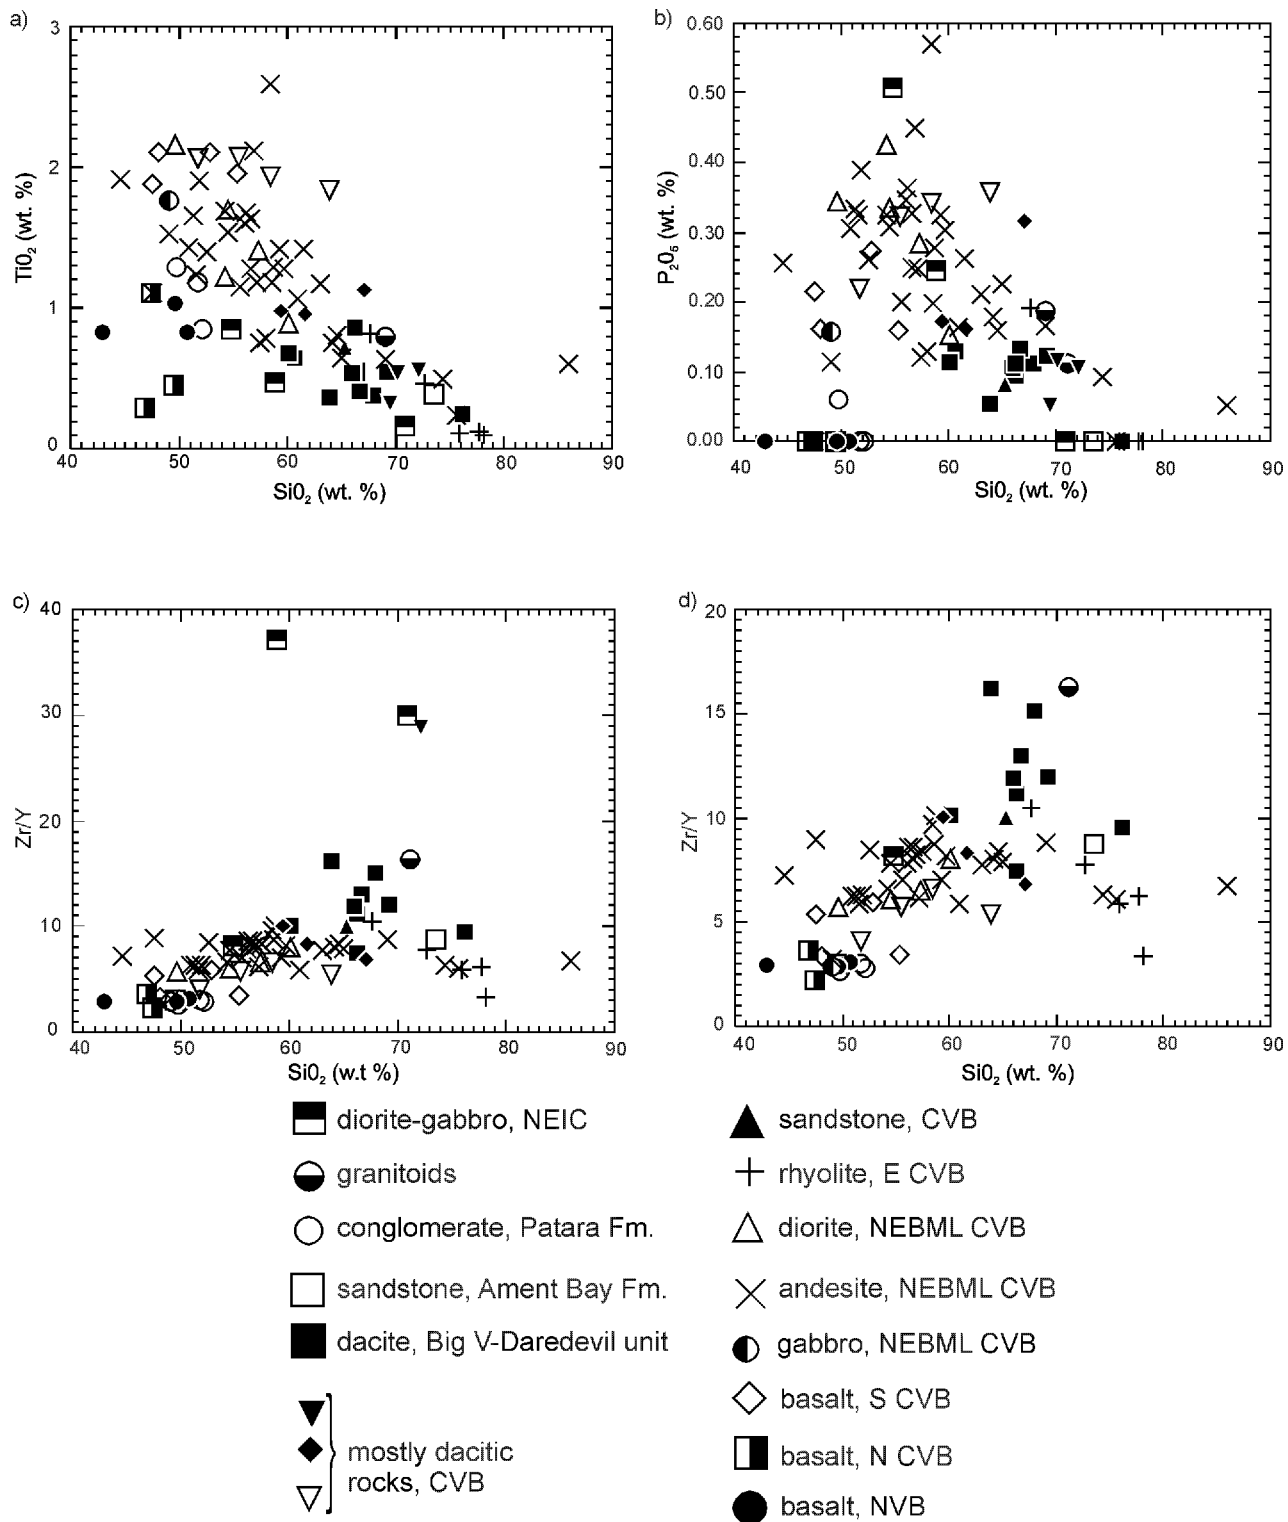 a)
3
2
1
0
TiO₂ (wt. %)
40 50 60 70 80 90
SiO₂ (wt. %)
b)
0.60
0.50
0.40
0.30
0.20
0.10
0.00
P₂O₅ (wt. %)
40 50 60 70 80 90
SiO₂ (wt. %)
c)
40
30
20
10
0
Zr/Y
40 50 60 70 80 90
SiO₂ (w.t %)
d)
20
15
10
5
0
Zr/Y
40 50 60 70 80 90
SiO₂ (wt. %)
diorite-gabbro, NEIC
granitoids
conglomerate, Patara Fm.
sandstone, Ament Bay Fm.
dacite, Big V-Daredevil unit
mostly dacitic
rocks, CVB
sandstone, CVB
rhyolite, E CVB
diorite, NEBML CVB
andesite, NEBML CVB
gabbro, NEBML CVB
basalt, S CVB
basalt, N CVB
basalt, NVB